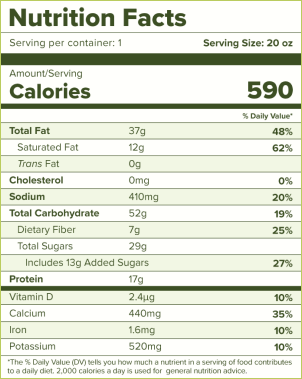 Nutrition Facts
Serving per container: 1 Serving Size: 20 oz
Amount/Serving
Calories 590
% Daily Value*
Total Fat 37g 48%
Saturated Fat 12g 62%
Trans Fat 0g
Cholesterol 0mg 0%
Sodium 410mg 20%
Total Carbohydrate 52g 19%
Dietary Fiber 7g 25%
Total Sugars 29g
Includes 13g Added Sugars 27%
Protein 17g
Vitamin D 2.4μg 10%
Calcium 440mg 35%
Iron 1.6mg 10%
Potassium 520mg 10%
*The % Daily Value (DV) tells you how much a nutrient in a serving of food contributes
to a daily diet. 2,000 calories a day is used for general nutrition advice.